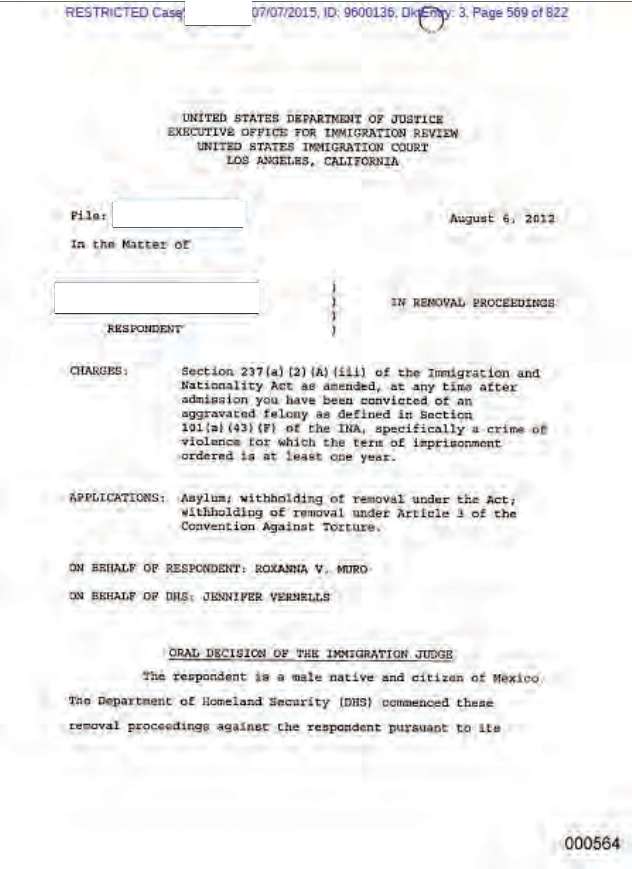 RESTRICTED Case: 07/07/2015, ID: 9600136, DktEntry: 3, Page 569 of 822
UNITED STATES DEPARTMENT OF JUSTICE
EXECUTIVE OFFICE FOR IMMIGRATION REVIEW
UNITED STATES IMMIGRATION COURT
LOS ANGELES, CALIFORNIA
File: August 6, 2012
In the Matter of
) 
) IN REMOVAL PROCEEDINGS
)
RESPONDENT )
CHARGES: Section 237(a)(2)(A)(iii) of the Immigration and
Nationality Act as amended, at any time after
admission you have been convicted of an
aggravated felony as defined in Section
101(a)(43)(F) of the INA, specifically a crime of
violence for which the term of imprisonment
ordered is at least one year.
APPLICATIONS: Asylum; withholding of removal under the Act;
withholding of removal under Article 3 of the
Convention Against Torture.
ON BEHALF OF RESPONDENT: ROXANNA V. MURO
ON BEHALF OF DHS: JENNIFER VERNELLS
ORAL DECISION OF THE IMMIGRATION JUDGE
The respondent is a male native and citizen of Mexico.
The Department of Homeland Security (DHS) commenced these
removal proceedings against the respondent pursuant to its
000564